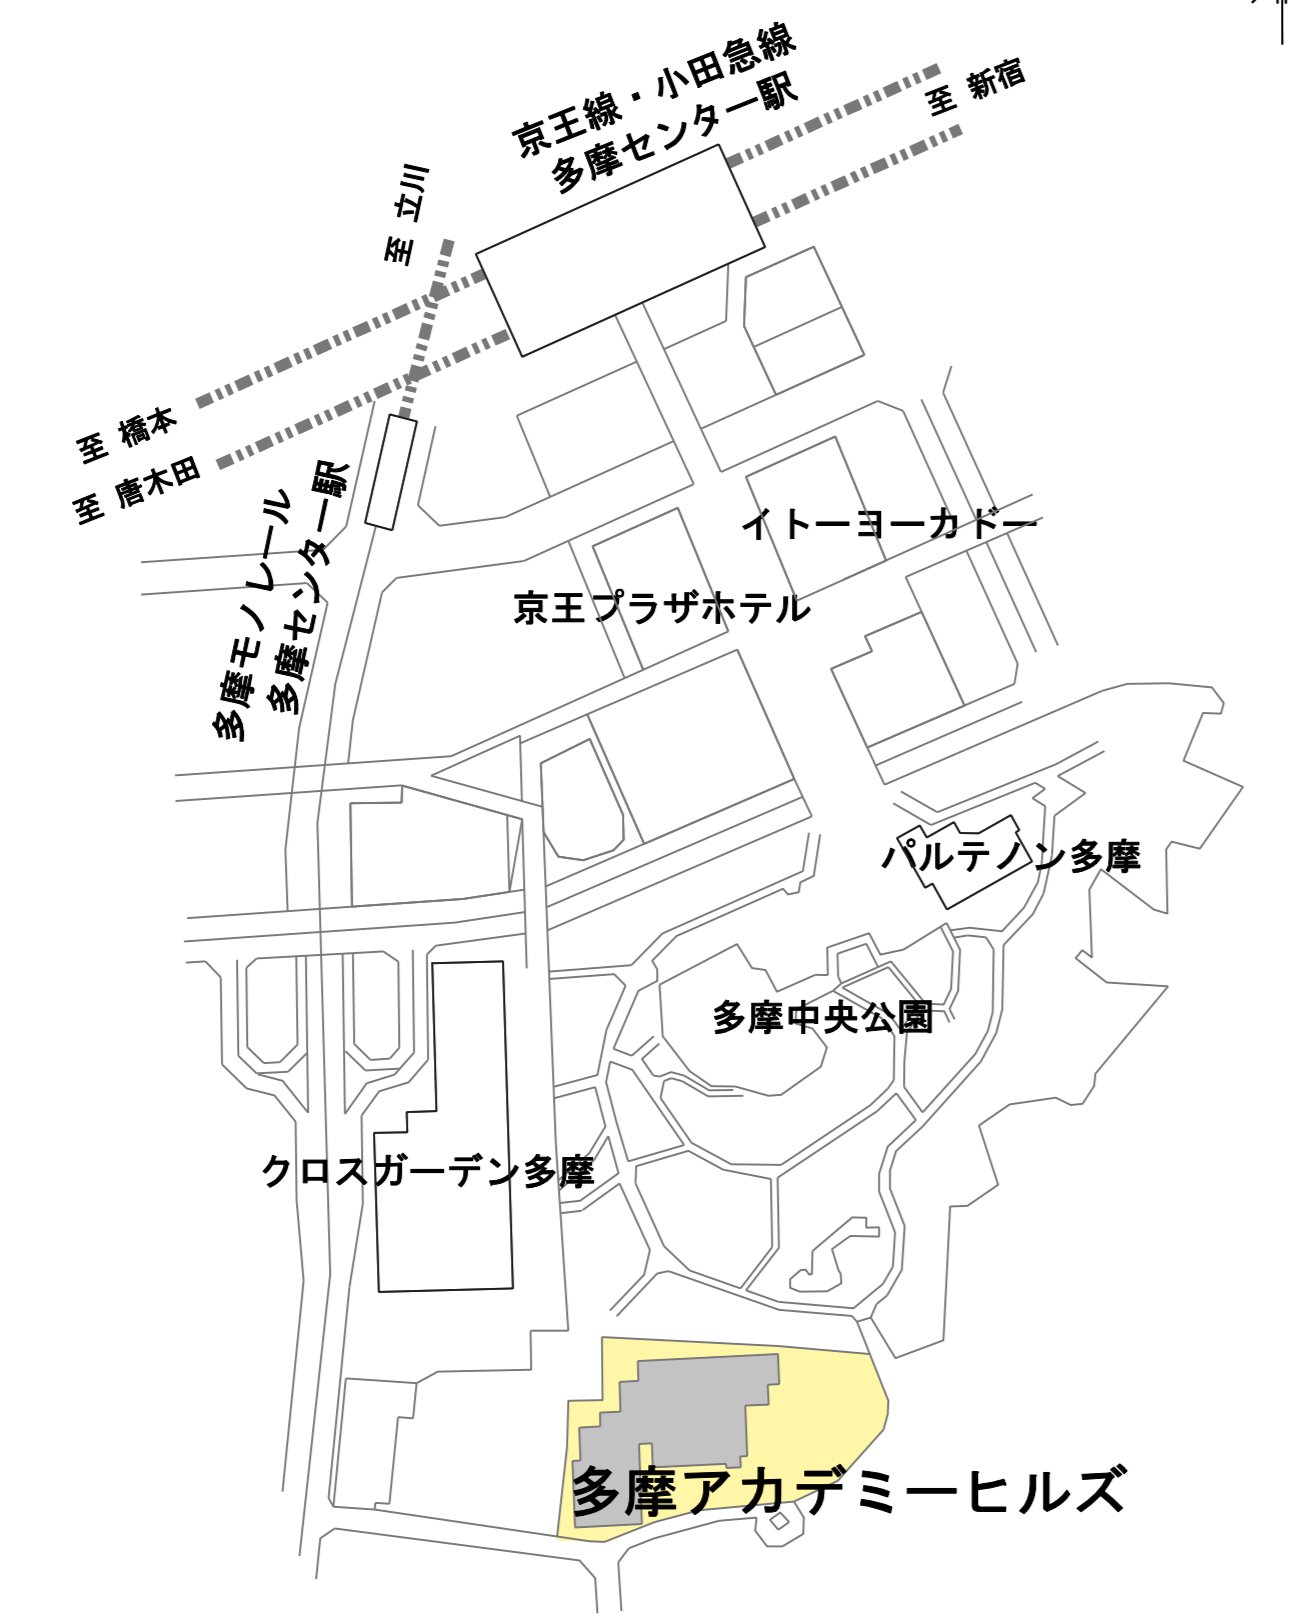 京王線・小田急線
多摩センター駅
至 新宿
至 立川
至 橋本
至 唐木田
多摩モノレール
多摩センター駅
イトーヨーカドー
京王プラザホテル
パルテノン多摩
多摩中央公園
クロスガーデン多摩
多摩アカデミーヒルズ